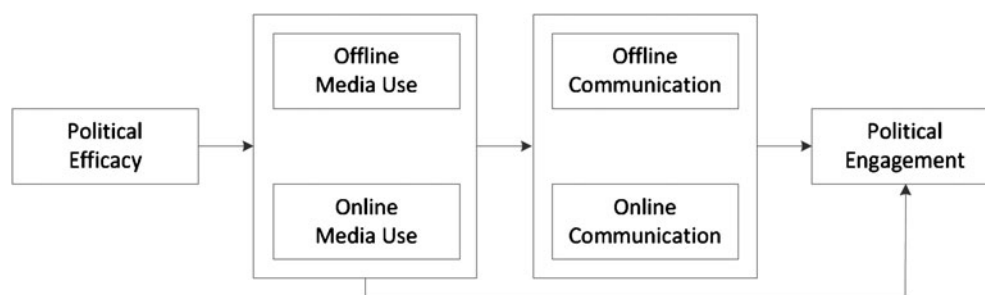 Political
Efficacy
Offline
Media Use
Online
Media Use
Offline
Communication
Online
Communication
Political
Engagement